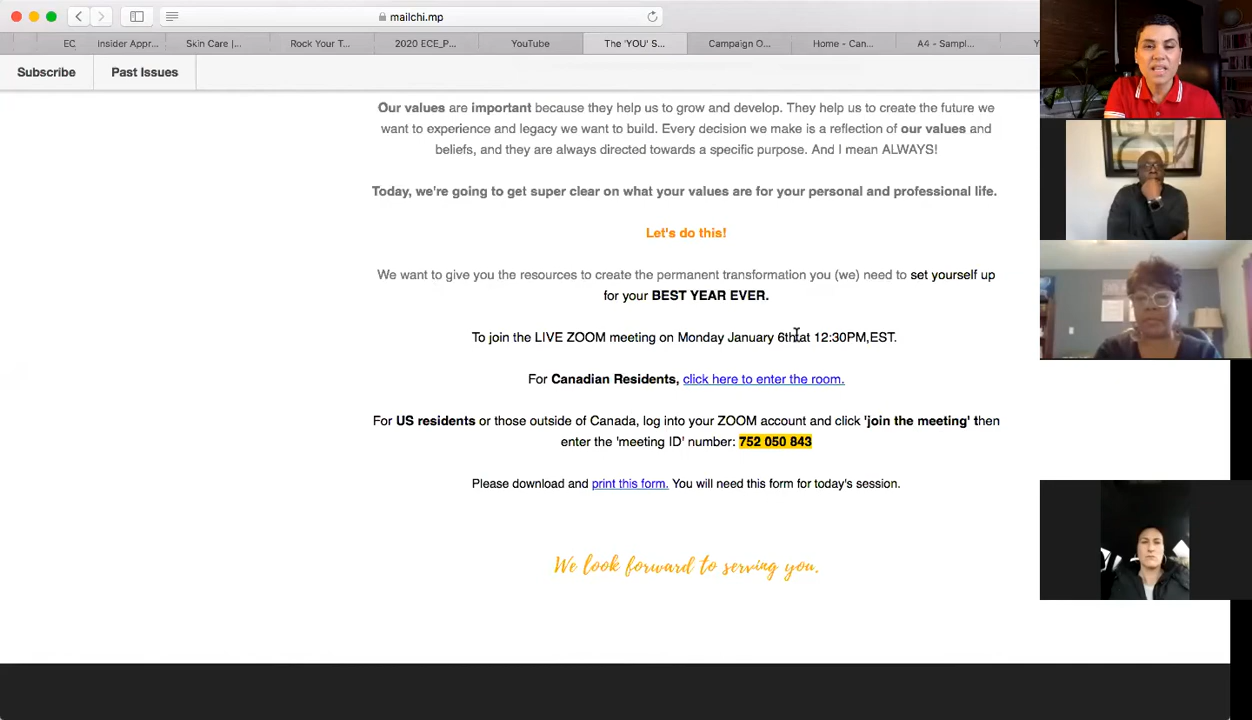 mailchi.mp
EC
Insider Appr...
Skin Care |...
Rock Your T...
2020 ECE_P...
YouTube
The 'YOU' S...
Campaign O...
Home - Can...
A4 - Sampl...
Y
Subscribe
Past Issues
Our values are important because they help us to grow and develop. They help us to create the future we
want to experience and legacy we want to build. Every decision we make is a reflection of our values and
beliefs, and they are always directed towards a specific purpose. And I mean ALWAYS!
Today, we're going to get super clear on what your values are for your personal and professional life.
Let's do this!
We want to give you the resources to create the permanent transformation you (we) need to set yourself up
for your BEST YEAR EVER.
To join the LIVE ZOOM meeting on Monday January 6th at 12:30PM,EST.
For Canadian Residents, click here to enter the room.
For US residents or those outside of Canada, log into your ZOOM account and click 'join the meeting' then
enter the 'meeting ID' number: 752 050 843
Please download and print this form. You will need this form for today's session.
We look forward to serving you.